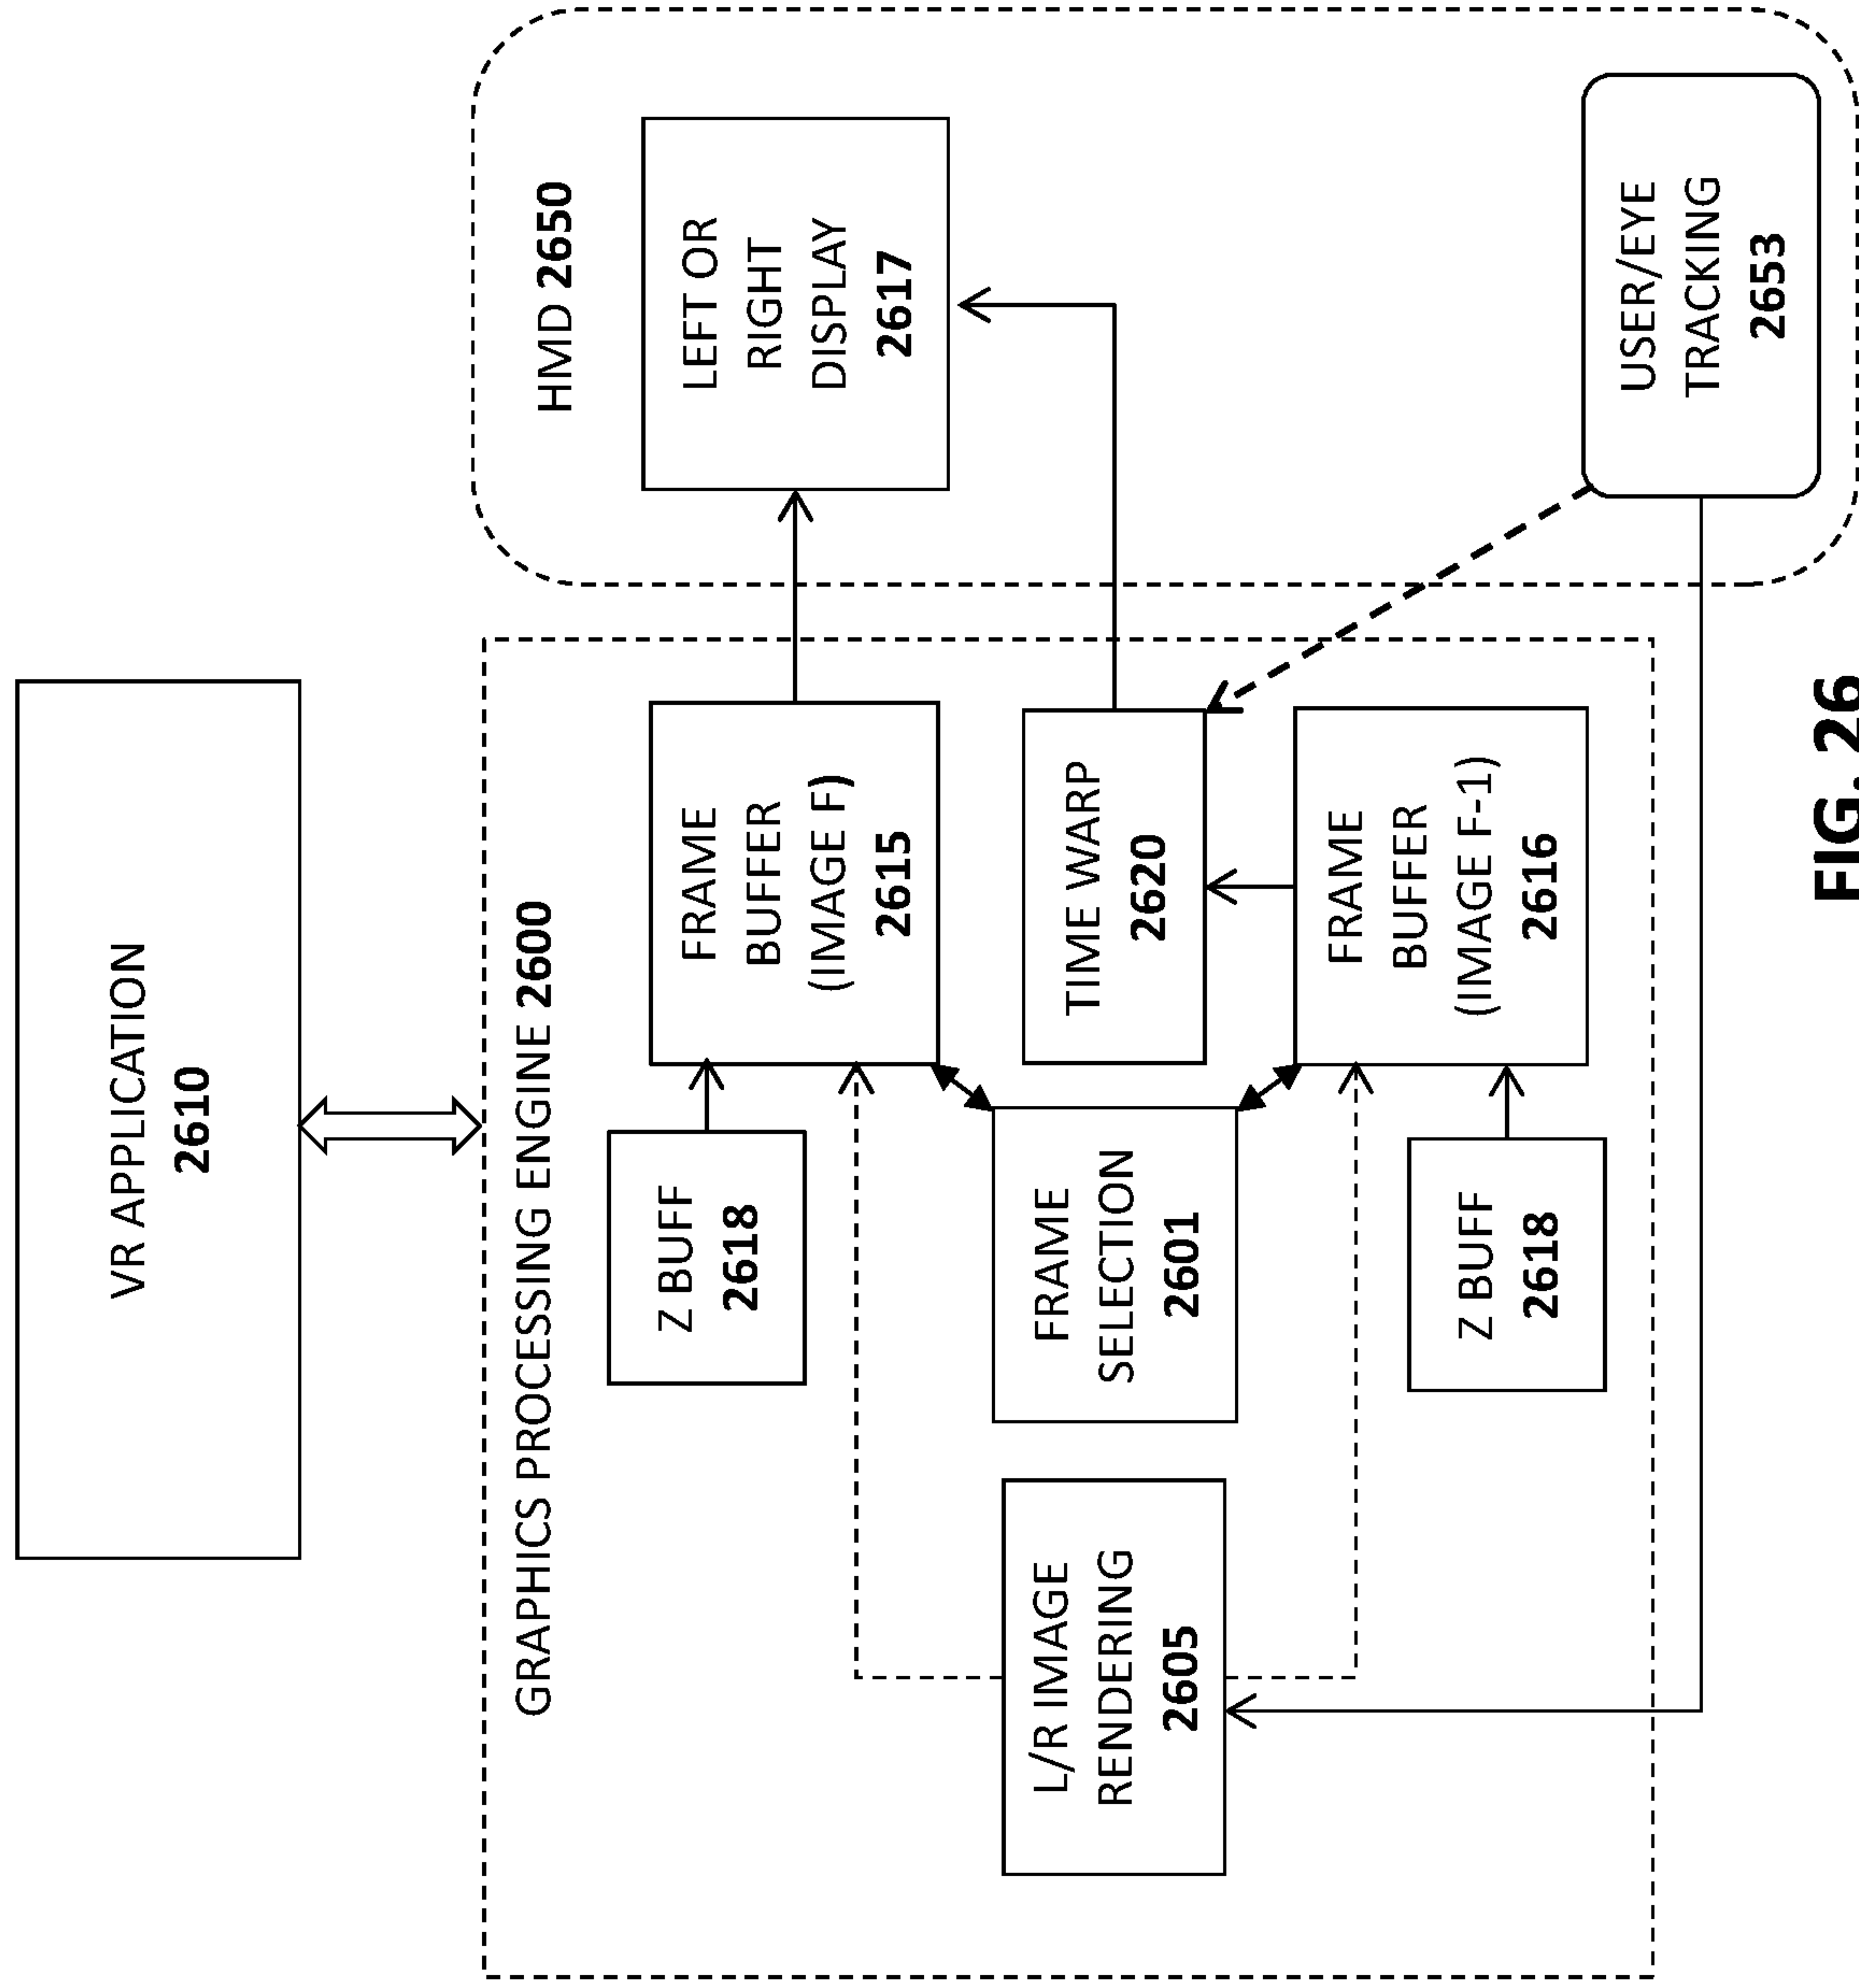 VR APPLICATION
2610
GRAPHICS PROCESSING ENGINE 2600
HMD 2650
Z BUFF
2618
FRAME
BUFFER
(IMAGE F)
2615
LEFT OR
RIGHT
DISPLAY
2617
L/R IMAGE
RENDERING
2605
FRAME
SELECTION
2601
TIME WARP
2620
Z BUFF
2618
FRAME
BUFFER
(IMAGE F-1)
2616
USER/EYE
TRACKING
2653
FIG. 26